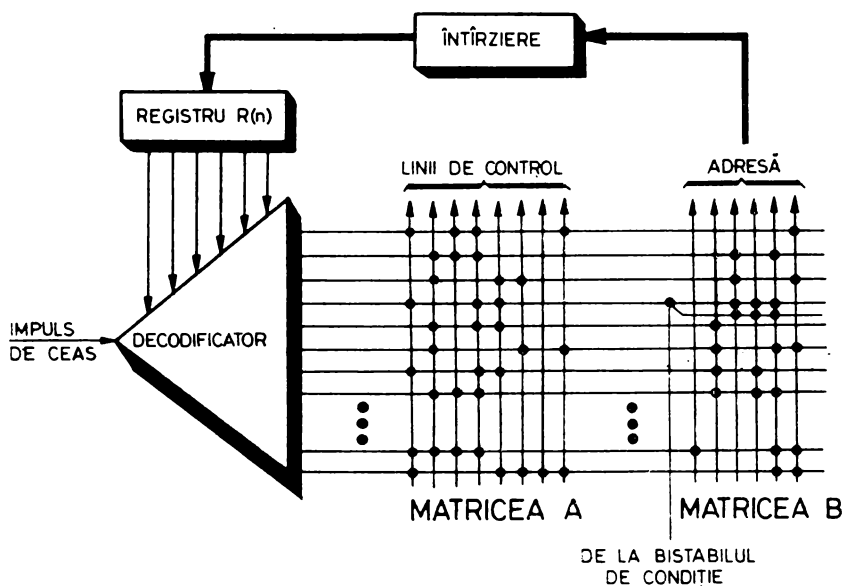 ÎNTÎRZIERE
REGISTRU R(n)
LINII DE CONTROL
ADRESĂ
IMPULS
DE CEAS
DECODIFICATOR
MATRICEA A
MATRICEA B
DE LA BISTABILUL
DE CONDIȚIE